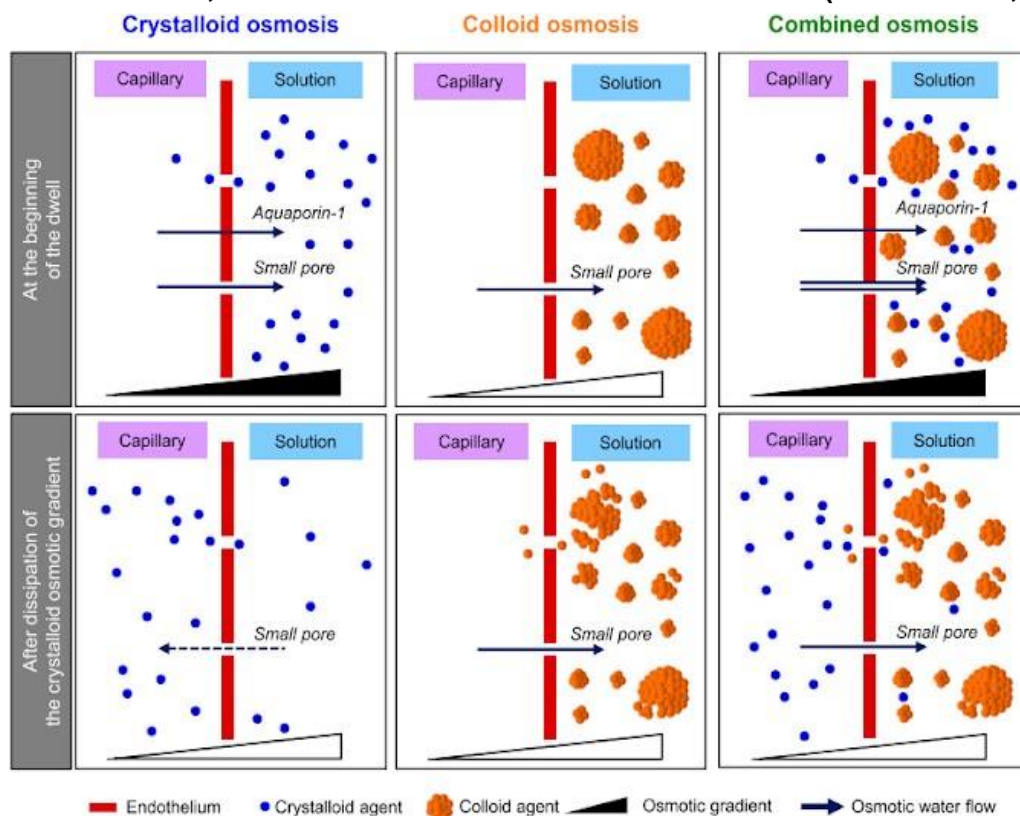 Crystalloid osmosis
Colloid osmosis
Combined osmosis
At the beginning
of the dwell
Capillary
Solution
Aquaporin-1
Small pore
Capillary
Solution
Small pore
Capillary
Solution
Aquaporin-1
Small pore
After dissipation of
the crystalloid osmotic gradient
Capillary
Solution
Small pore
Capillary
Solution
Small pore
Capillary
Solution
Small pore
Endothelium
Crystalloid agent
Colloid agent
Osmotic gradient
Osmotic water flow